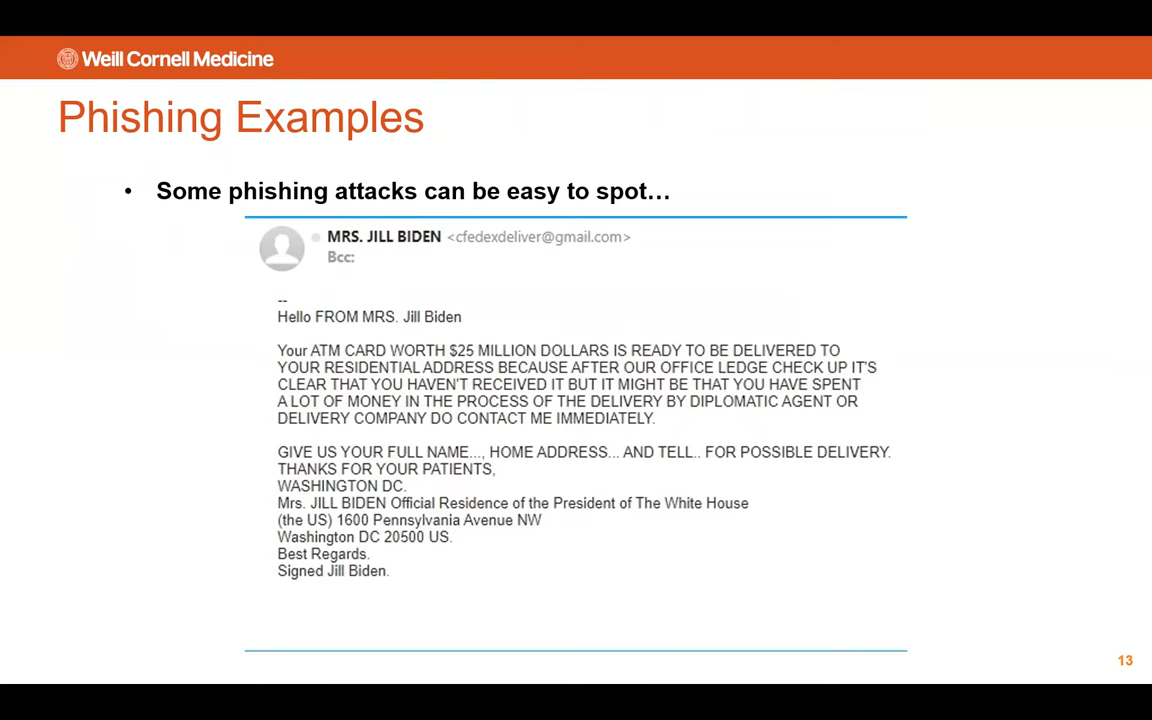 Weill Cornell Medicine
Phishing Examples
• Some phishing attacks can be easy to spot…
MRS. JILL BIDEN <cfedexdeliver@gmail.com>
Bcc:
--
Hello FROM MRS. Jill Biden
Your ATM CARD WORTH $25 MILLION DOLLARS IS READY TO BE DELIVERED TO
YOUR RESIDENTIAL ADDRESS BECAUSE AFTER OUR OFFICE LEDGE CHECK UP IT'S
CLEAR THAT YOU HAVEN'T RECEIVED IT BUT IT MIGHT BE THAT YOU HAVE SPENT
A LOT OF MONEY IN THE PROCESS OF THE DELIVERY BY DIPLOMATIC AGENT OR
DELIVERY COMPANY DO CONTACT ME IMMEDIATELY.
GIVE US YOUR FULL NAME..., HOME ADDRESS... AND TELL.. FOR POSSIBLE DELIVERY.
THANKS FOR YOUR PATIENTS,
WASHINGTON DC.
Mrs. JILL BIDEN Official Residence of the President of The White House
(the US) 1600 Pennsylvania Avenue NW
Washington DC 20500 US.
Best Regards.
Signed Jill Biden.
13